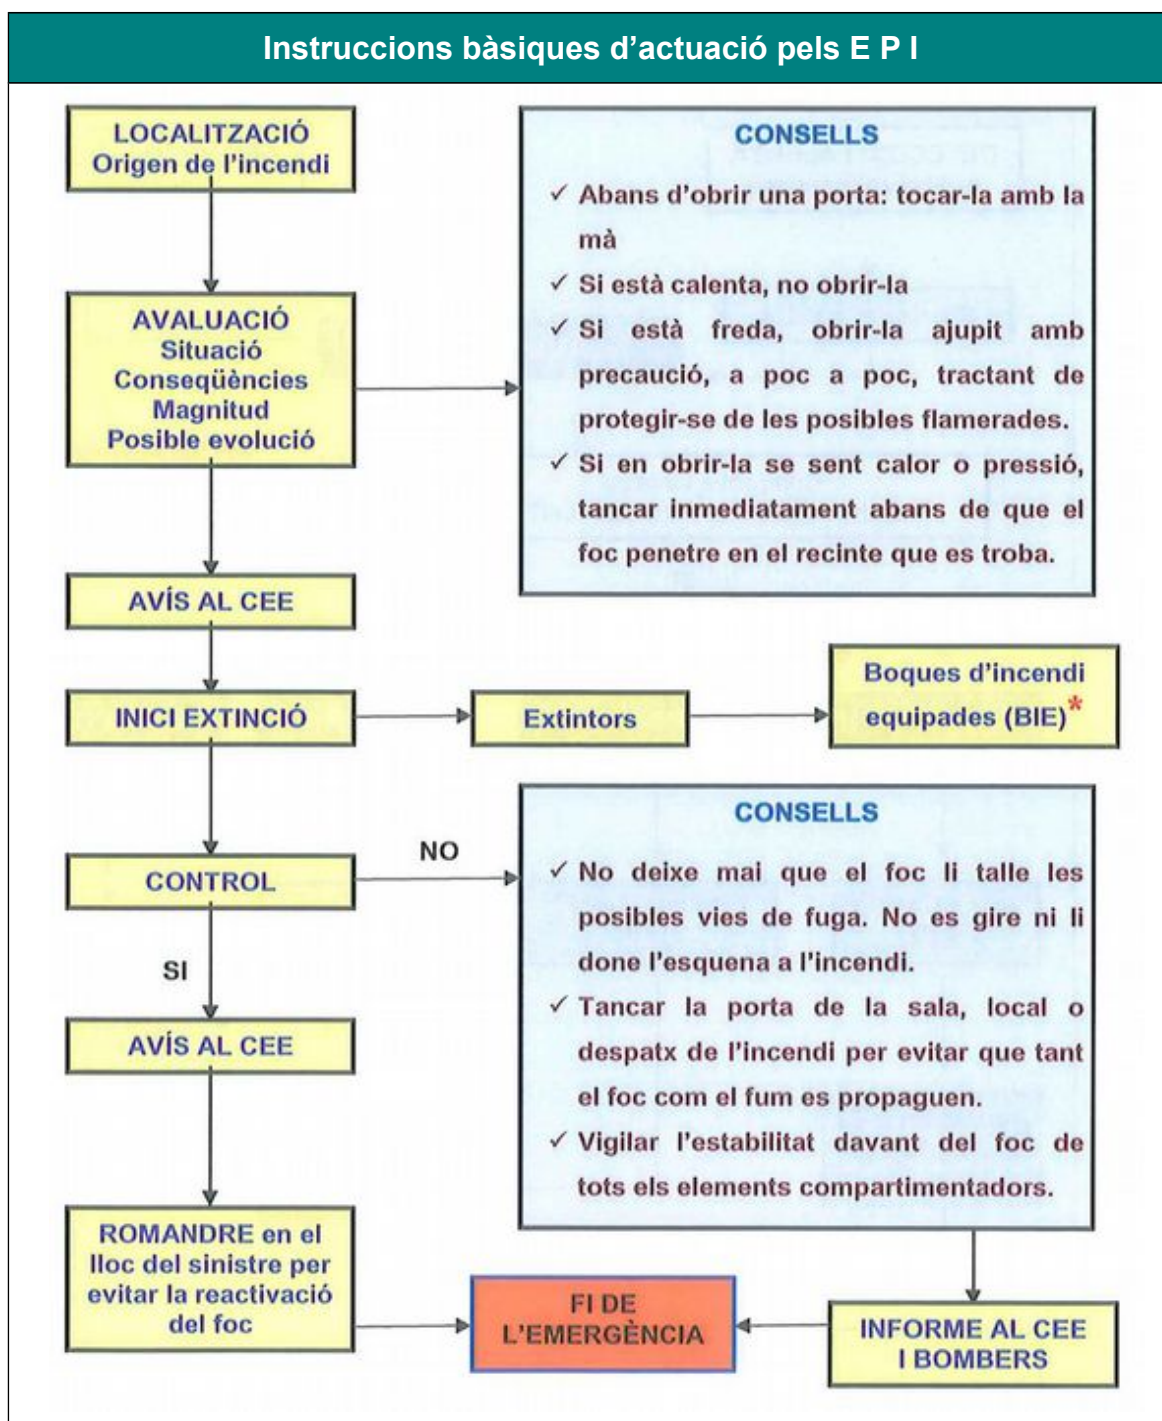 Instruccions bàsiques d’actuació pels E P I
LOCALITZACIÓ
Origen de l’incendi
CONSELLS
✓ Abans d’obrir una porta: tocar-la amb la
mà
✓ Si està calenta, no obrir-la
✓ Si està freda, obrir-la ajupit amb
precaució, a poc a poc, tractant de
protegir-se de les posibles flamerades.
✓ Si en obrir-la se sent calor o pressió,
tancar inmediatament abans de que el
foc penetre en el recinte que es troba.
AVALUACIÓ
Situació
Conseqüències
Magnitud
Posible evolució
AVÍS AL CEE
INICI EXTINCIÓ
Extintors
Boques d’incendi
equipades (BIE)*
CONTROL
NO
SI
CONSELLS
✓ No deixe mai que el foc li talle les
posibles vies de fuga. No es gire ni li
done l’esquena a l’incendi.
✓ Tancar la porta de la sala, local o
despatx de l’incendi per evitar que tant
el foc com el fum es propaguen.
✓ Vigilar l’estabilitat davant del foc de
tots els elements compartimentadors.
AVÍS AL CEE
ROMANDRE en el
lloc del sinistre per
evitar la reactivació
del foc
FI DE
L’EMERGÈNCIA
INFORME AL CEE
I BOMBERS